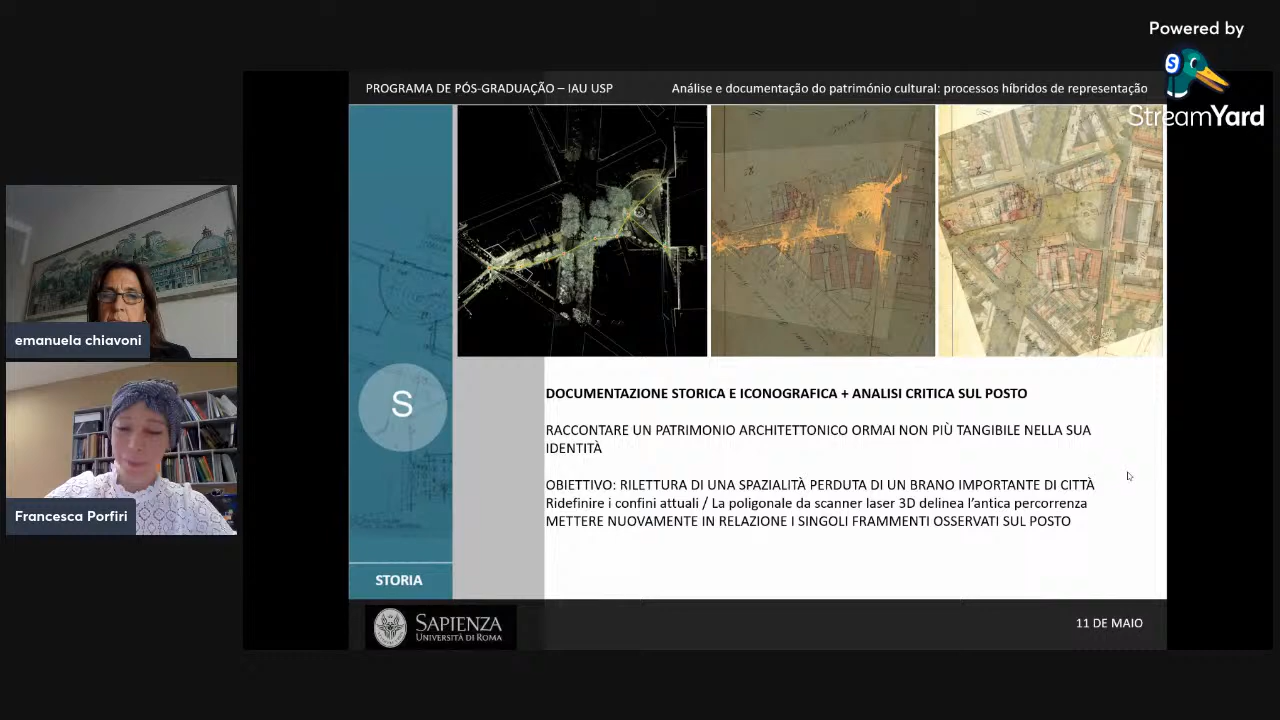 Powered by
StreamYard
PROGRAMA DE PÓS-GRADUAÇÃO – IAU USP
Análise e documentação do património cultural: processos híbridos de representação
emanuela chiavoni
Francesca Porfiri
S
STORIA
DOCUMENTAZIONE STORICA E ICONOGRAFICA + ANALISI CRITICA SUL POSTO
RACCONTARE UN PATRIMONIO ARCHITETTONICO ORMAI NON PIÙ TANGIBILE NELLA SUA
IDENTITÀ
OBIETTIVO: RILETTURA DI UNA SPAZIALITÀ PERDUTA DI UN BRANO IMPORTANTE DI CITTÀ
Ridefinire i confini attuali / La poligonale da scanner laser 3D delinea l’antica percorrenza
METTERE NUOVAMENTE IN RELAZIONE I SINGOLI FRAMMENTI OSSERVATI SUL POSTO
SAPIENZA
UNIVERSITÀ DI ROMA
11 DE MAIO